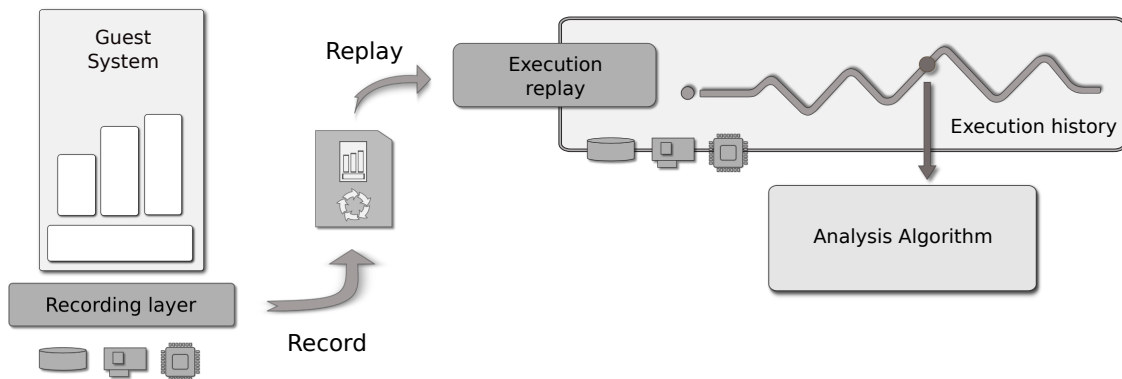 Guest
System
Recording layer
Record
Replay
Execution
replay
Execution history
Analysis Algorithm